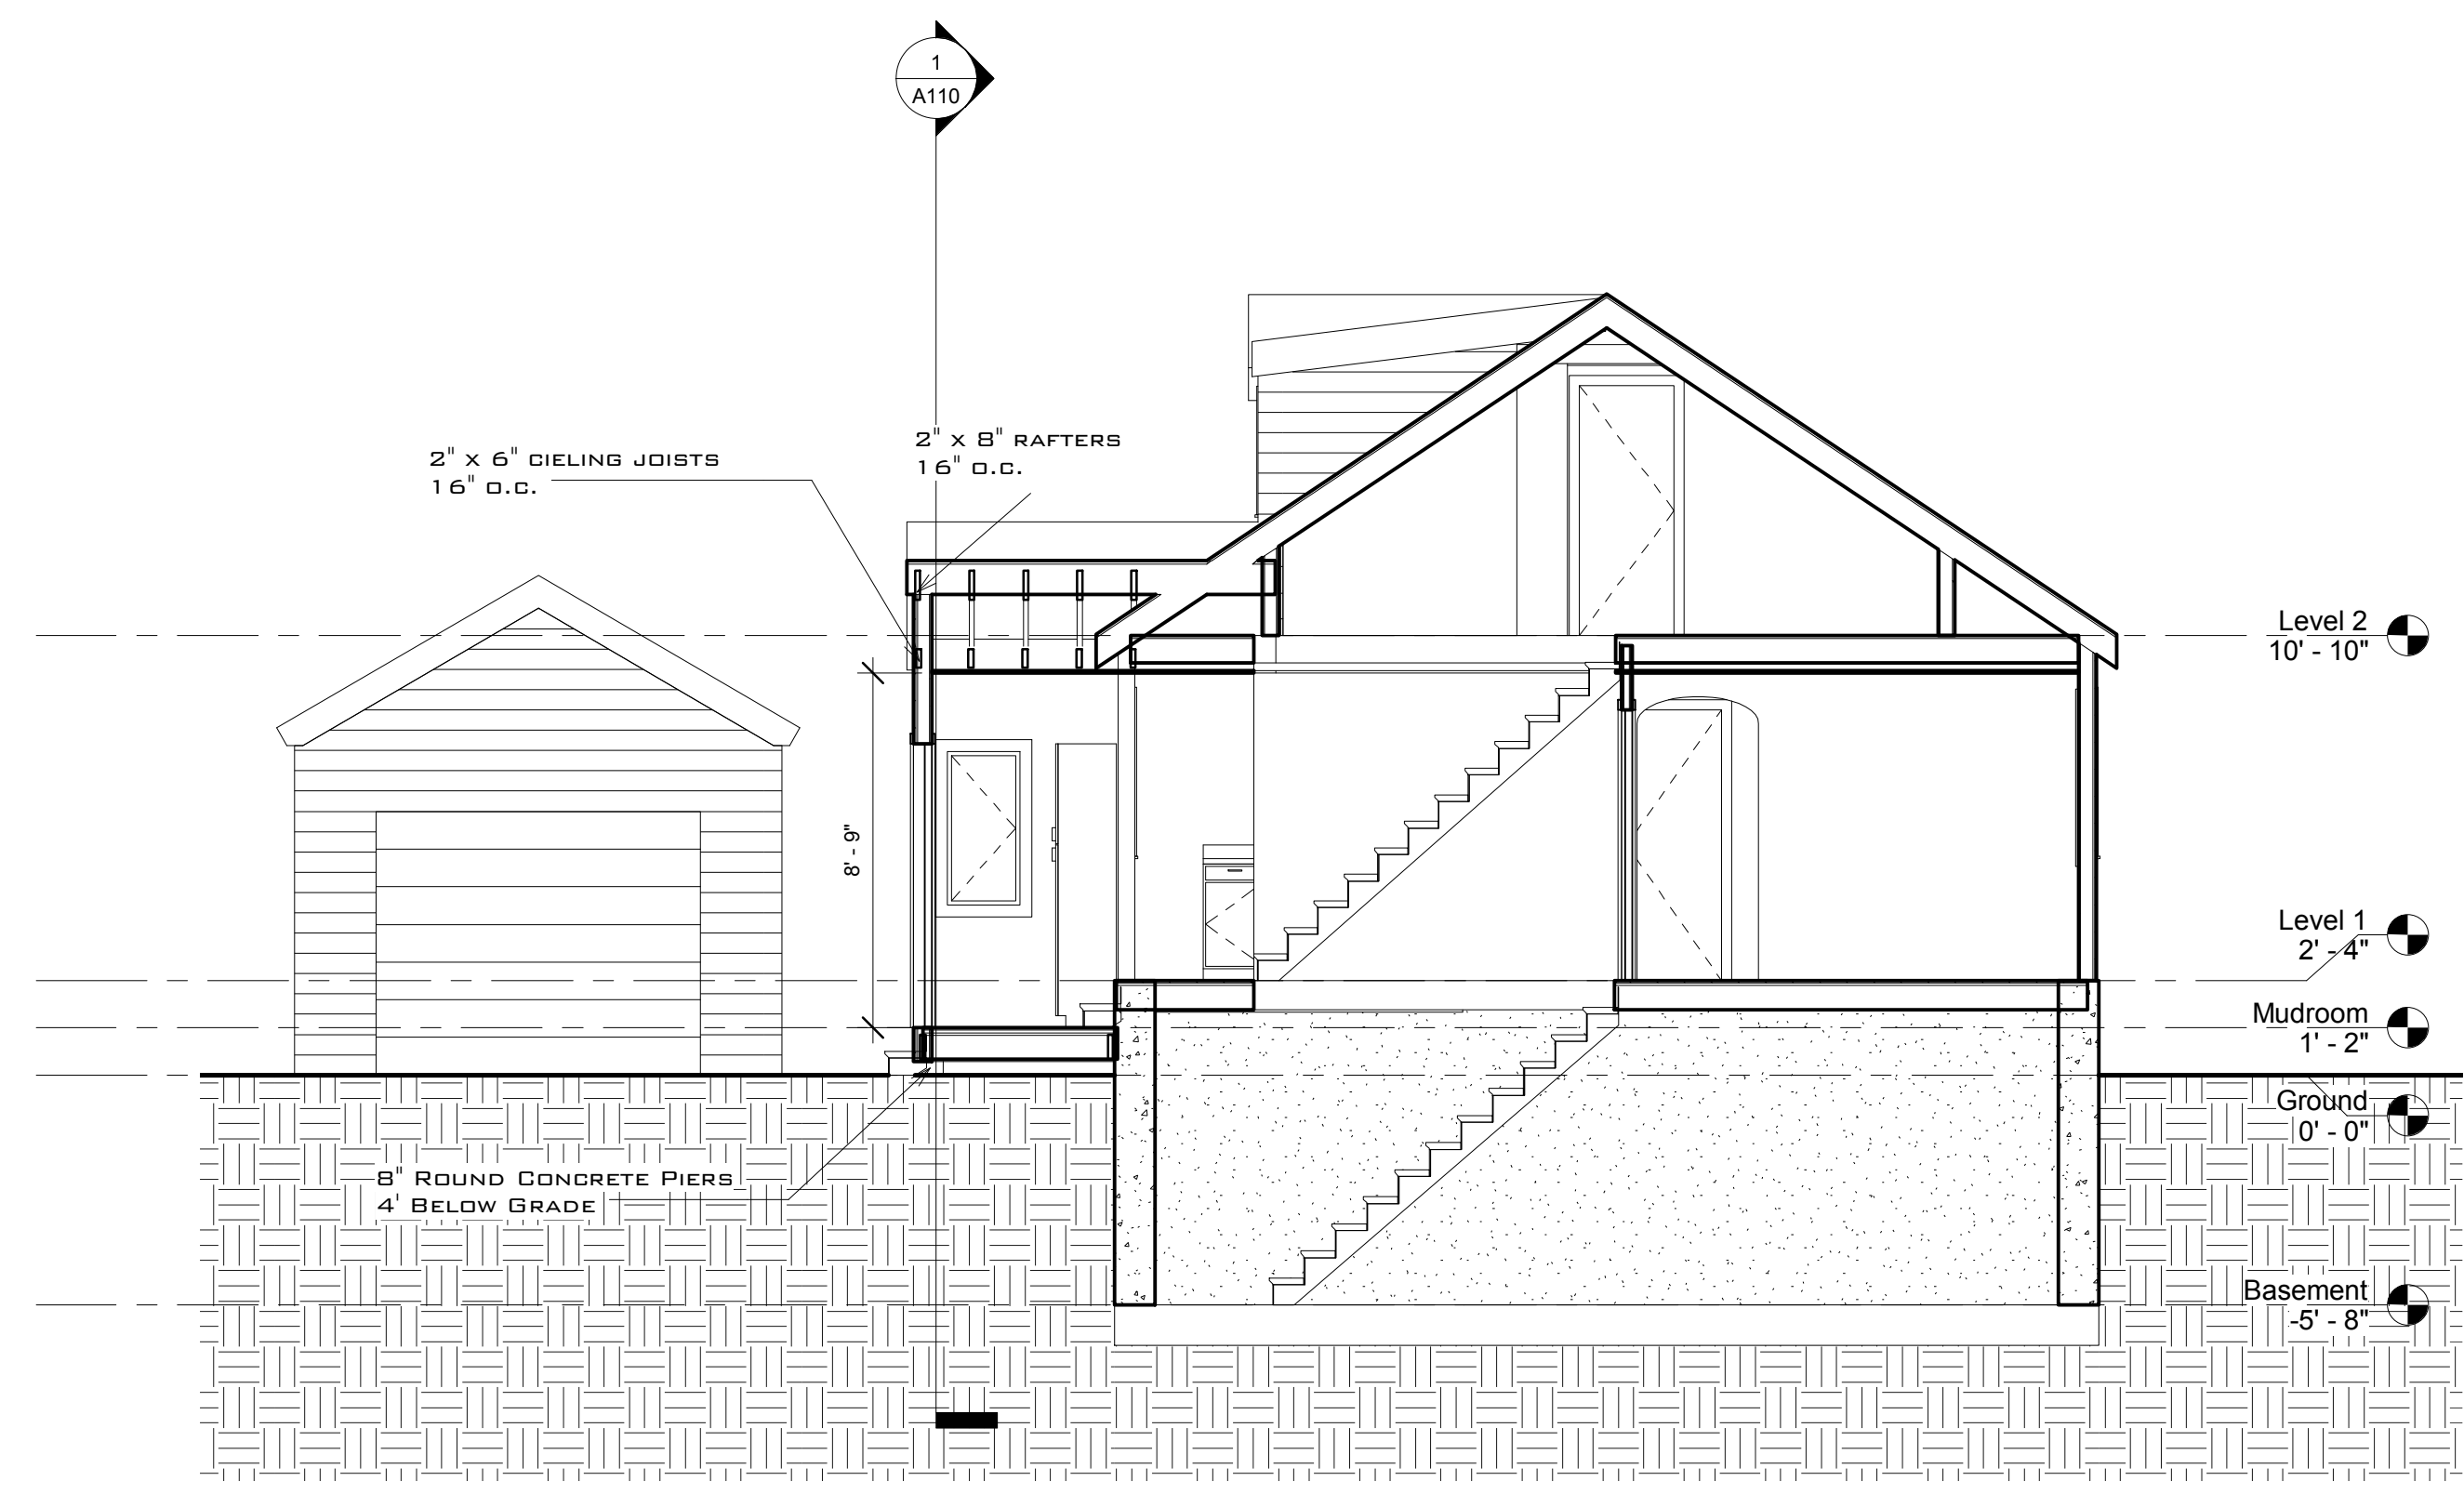 1
A110
2" x 8" rafters
16" o.c.
2" x 6" cieling joists
16" o.c.
Level 2
10' - 10"
8' - 9"
Level 1
2' - 4"
Mudroom
1' - 2"
Ground
0' - 0"
8" Round Concrete Piers
4' Below Grade
Basement
-5' - 8"